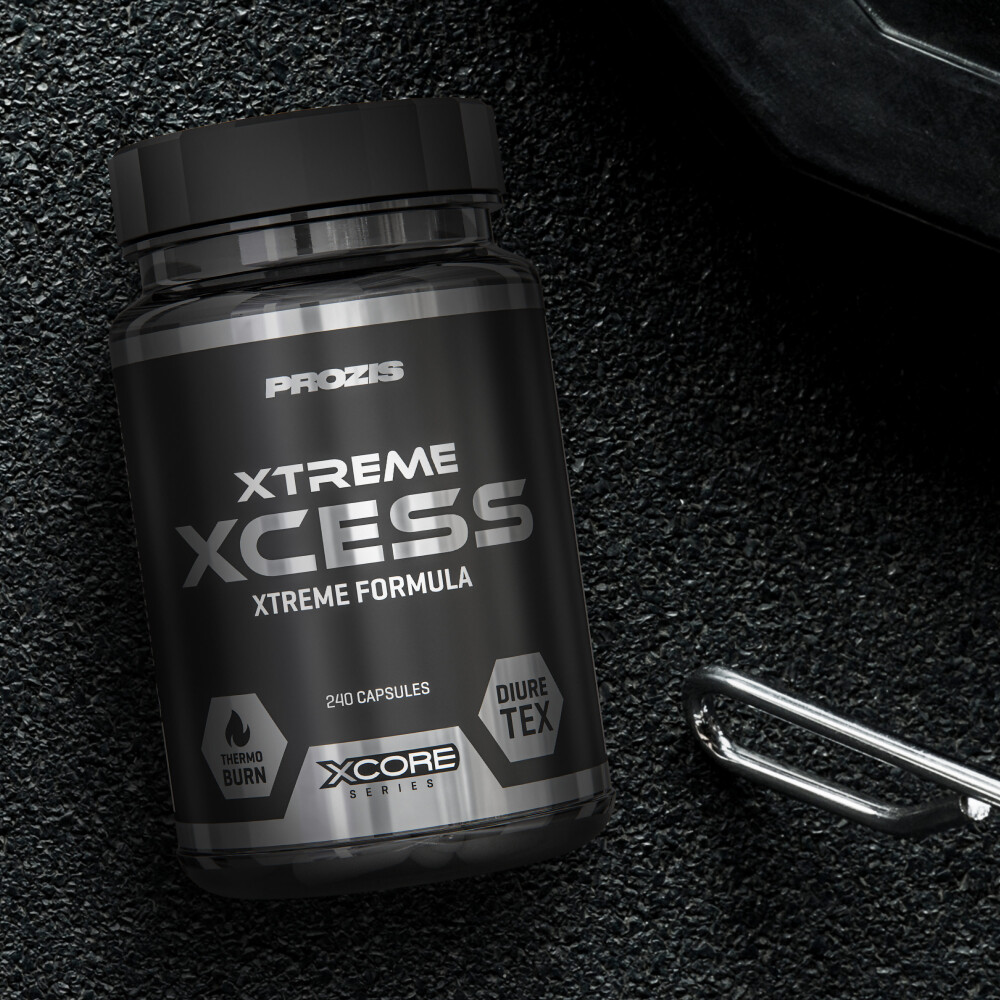 PROZIS
XTREME
XCESS
XTREME FORMULA
240 CAPSULES
THERMO
BURN
DIURE
TEX
XCORE
SERIES